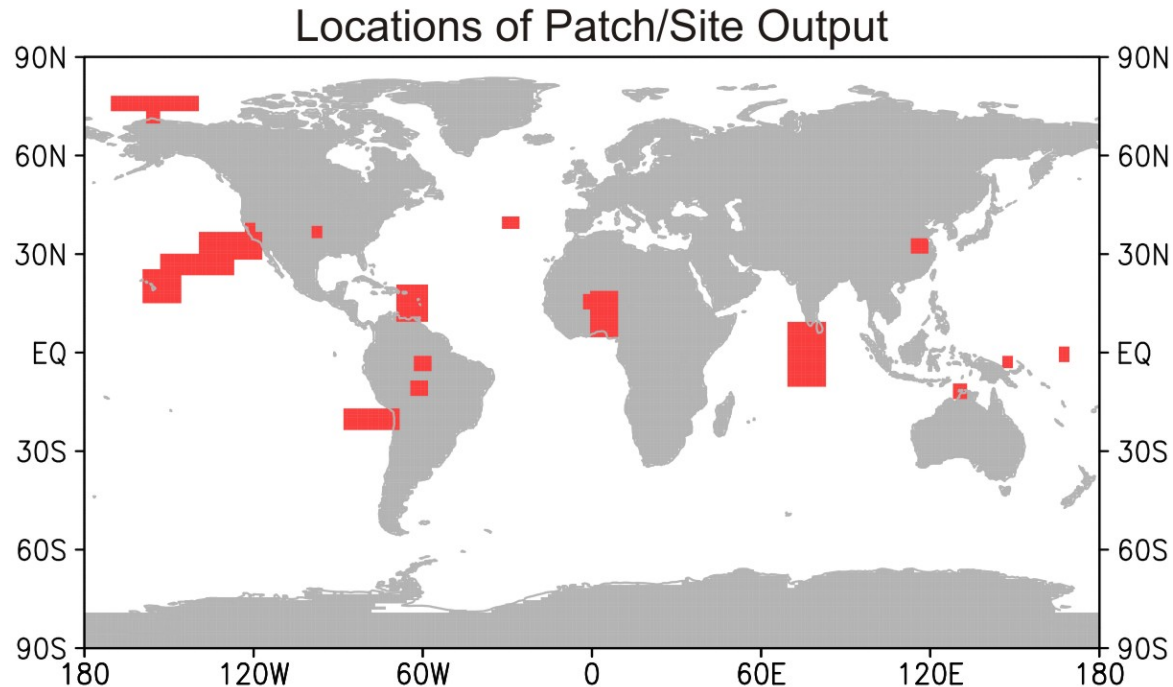 Locations of Patch/Site Output
90N 90N
60N 60N
30N 30N
EQ EQ
30S 30S
60S 60S
90S 90S
180 120W 60W 0 60E 120E 180